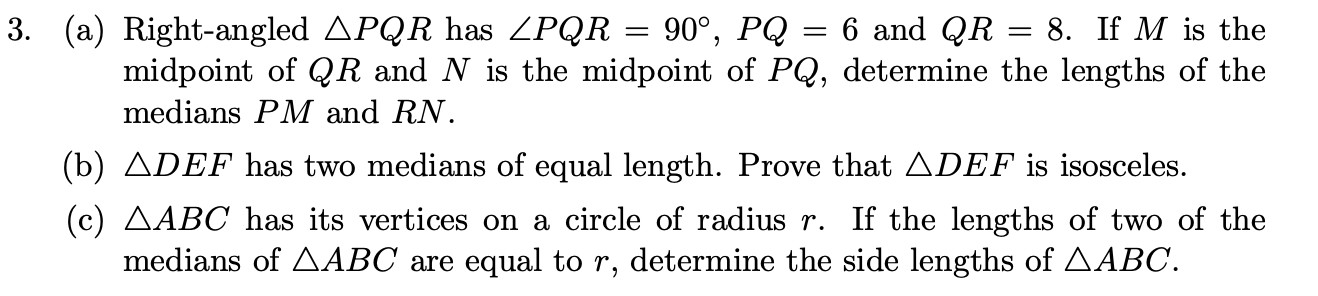 3. (a) Right-angled △PQR has ∠PQR = 90°, PQ = 6 and QR = 8. If M is the
midpoint of QR and N is the midpoint of PQ, determine the lengths of the
medians PM and RN.
(b) △DEF has two medians of equal length. Prove that △DEF is isosceles.
(c) △ABC has its vertices on a circle of radius r. If the lengths of two of the
medians of △ABC are equal to r, determine the side lengths of △ABC.